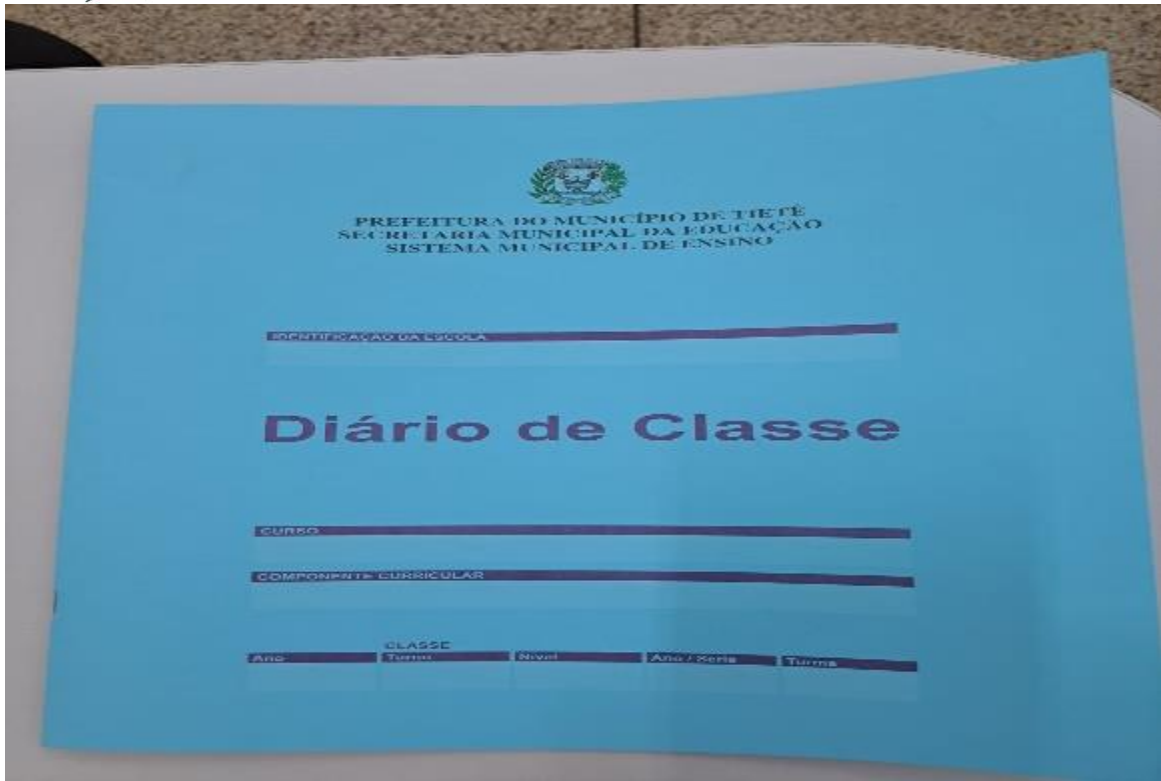 PREFEITURA DO MUNICÍPIO DE TIETÊ
SECRETARIA MUNICIPAL DA EDUCAÇÃO
SISTEMA MUNICIPAL DE ENSINO
IDENTIFICAÇÃO DA ESCOLA
Diário de Classe
CURSO
COMPONENTE CURRICULAR
CLASSE
Ano Turno Nível Ano / Série Turma